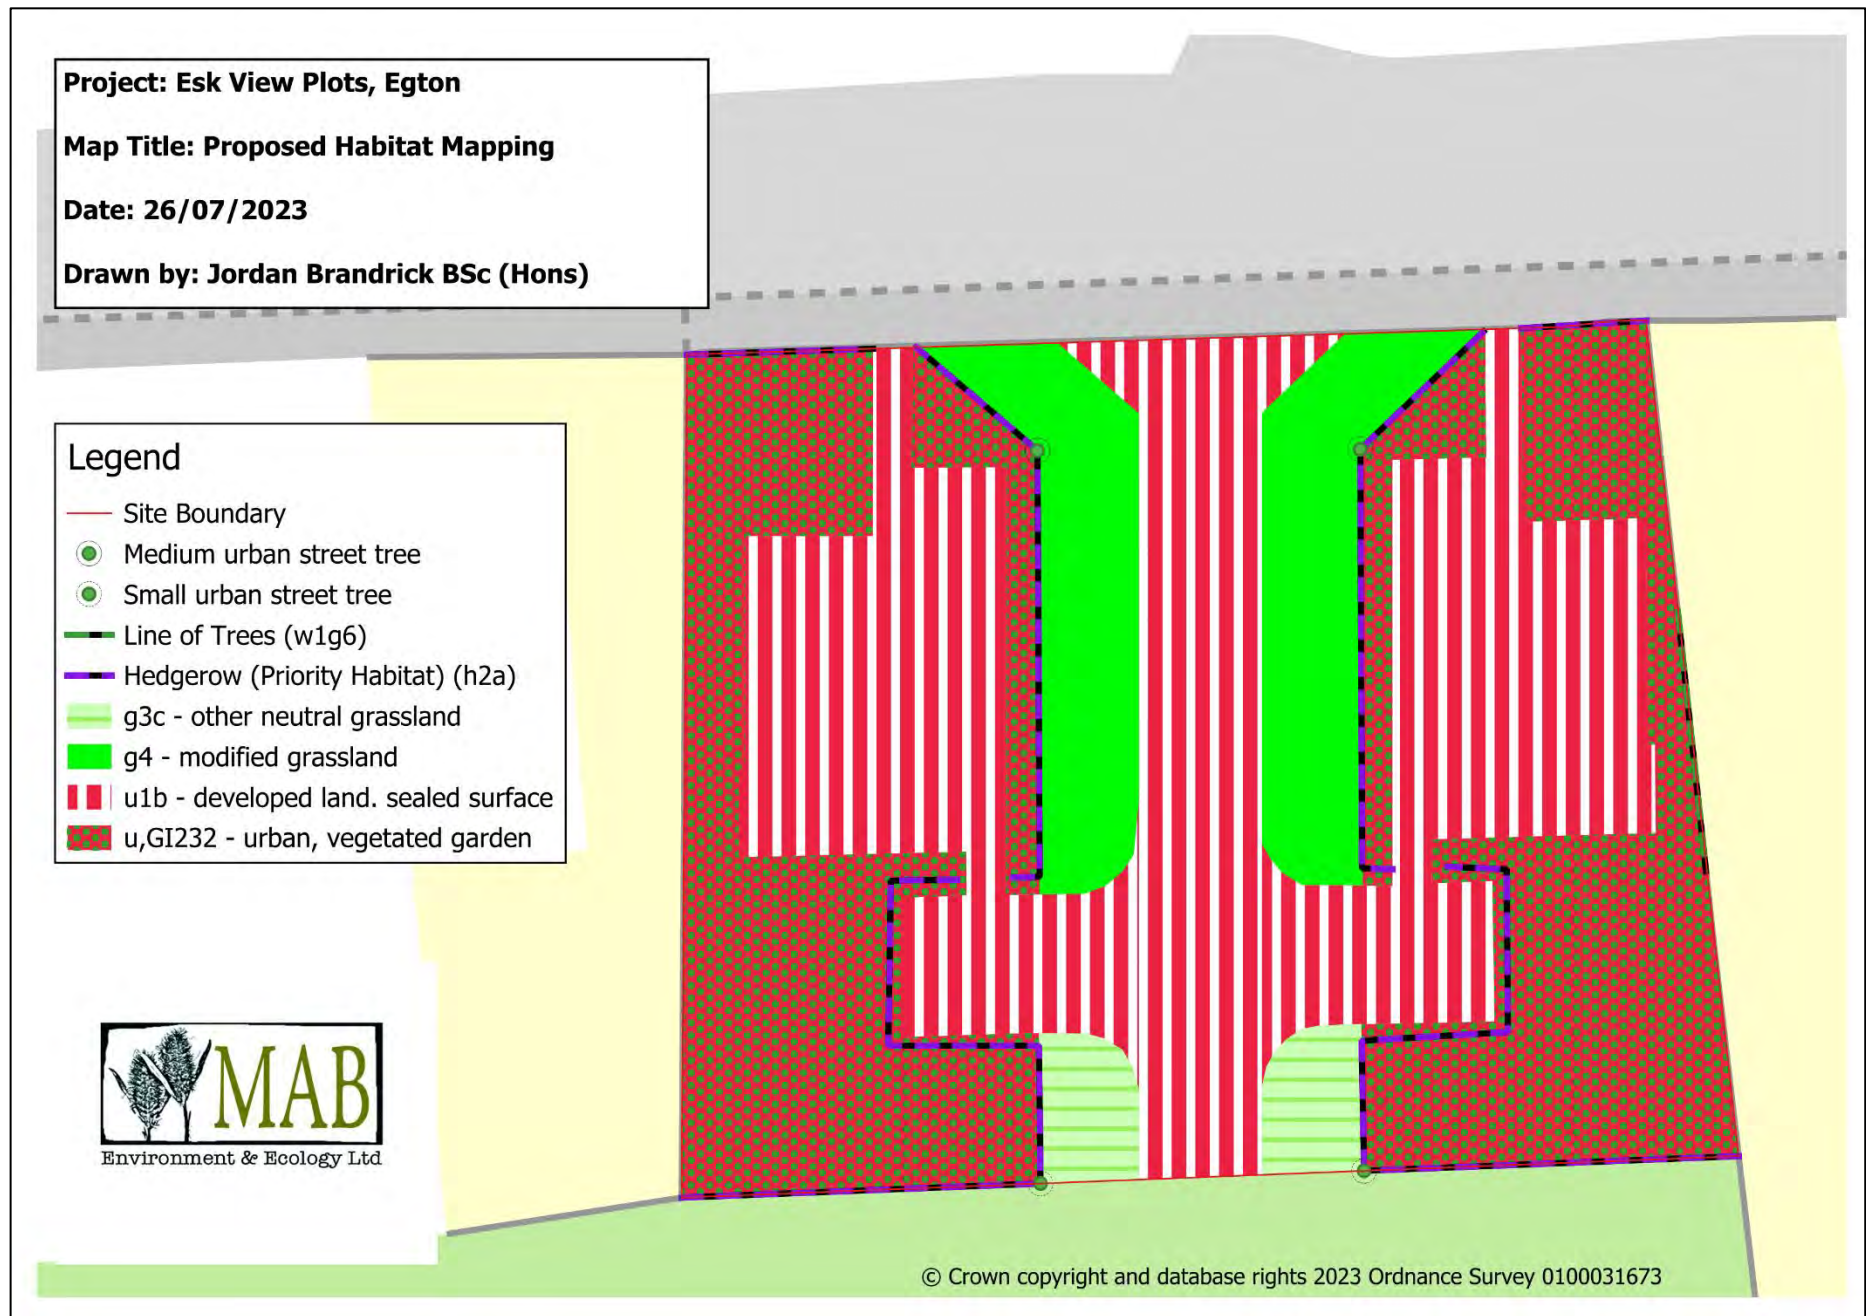 Project: Esk View Plots, Egton
Map Title: Proposed Habitat Mapping
Date: 26/07/2023
Drawn by: Jordan Brandrick BSc (Hons)
Legend
Site Boundary
Medium urban street tree
Small urban street tree
Line of Trees (w1g6)
Hedgerow (Priority Habitat) (h2a)
g3c - other neutral grassland
g4 - modified grassland
u1b - developed land. sealed surface
u,GI232 - urban, vegetated garden
MAB
Environment & Ecology Ltd
© Crown copyright and database rights 2023 Ordnance Survey 0100031673